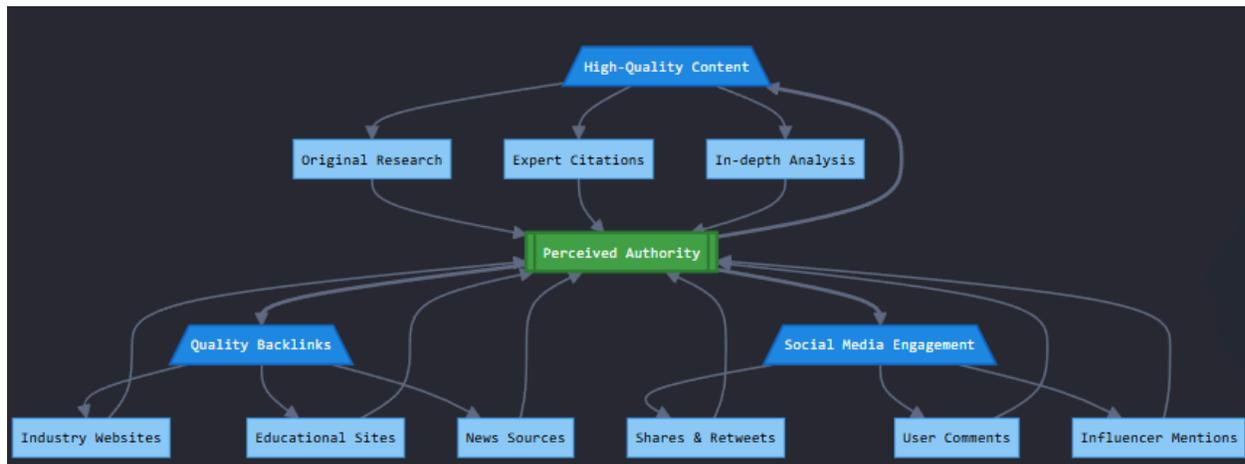 High-Quality Content
Original Research
Expert Citations
In-depth Analysis
Perceived Authority
Quality Backlinks
Social Media Engagement
Industry Websites
Educational Sites
News Sources
Shares & Retweets
User Comments
Influencer Mentions